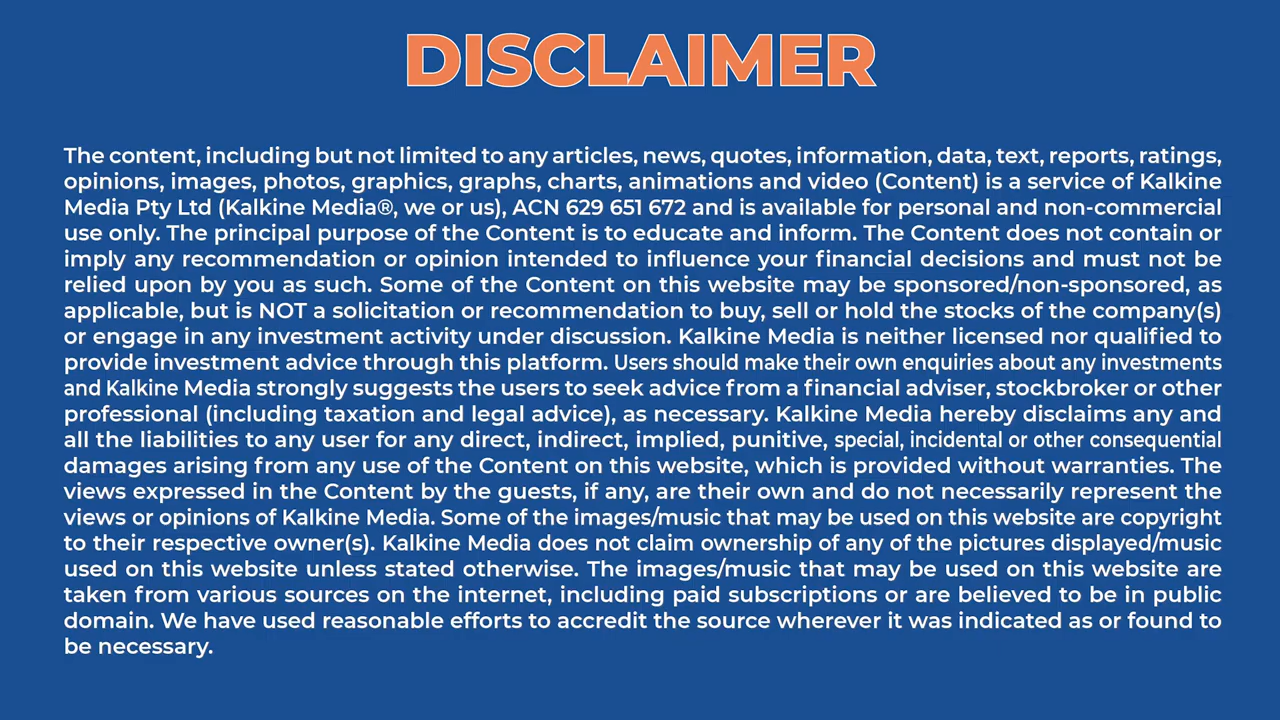 DISCLAIMER
The content, including but not limited to any articles, news, quotes, information, data, text, reports, ratings,
opinions, images, photos, graphics, graphs, charts, animations and video (Content) is a service of Kalkine
Media Pty Ltd (Kalkine Media®, we or us), ACN 629 651 672 and is available for personal and non-commercial
use only. The principal purpose of the Content is to educate and inform. The Content does not contain or
imply any recommendation or opinion intended to influence your financial decisions and must not be
relied upon by you as such. Some of the Content on this website may be sponsored/non-sponsored, as
applicable, but is NOT a solicitation or recommendation to buy, sell or hold the stocks of the company(s)
or engage in any investment activity under discussion. Kalkine Media is neither licensed nor qualified to
provide investment advice through this platform. Users should make their own enquiries about any investments
and Kalkine Media strongly suggests the users to seek advice from a financial adviser, stockbroker or other
professional (including taxation and legal advice), as necessary. Kalkine Media hereby disclaims any and
all the liabilities to any user for any direct, indirect, implied, punitive, special, incidental or other consequential
damages arising from any use of the Content on this website, which is provided without warranties. The
views expressed in the Content by the guests, if any, are their own and do not necessarily represent the
views or opinions of Kalkine Media. Some of the images/music that may be used on this website are copyright
to their respective owner(s). Kalkine Media does not claim ownership of any of the pictures displayed/music
used on this website unless stated otherwise. The images/music that may be used on this website are
taken from various sources on the internet, including paid subscriptions or are believed to be in public
domain. We have used reasonable efforts to accredit the source wherever it was indicated as or found to
be necessary.